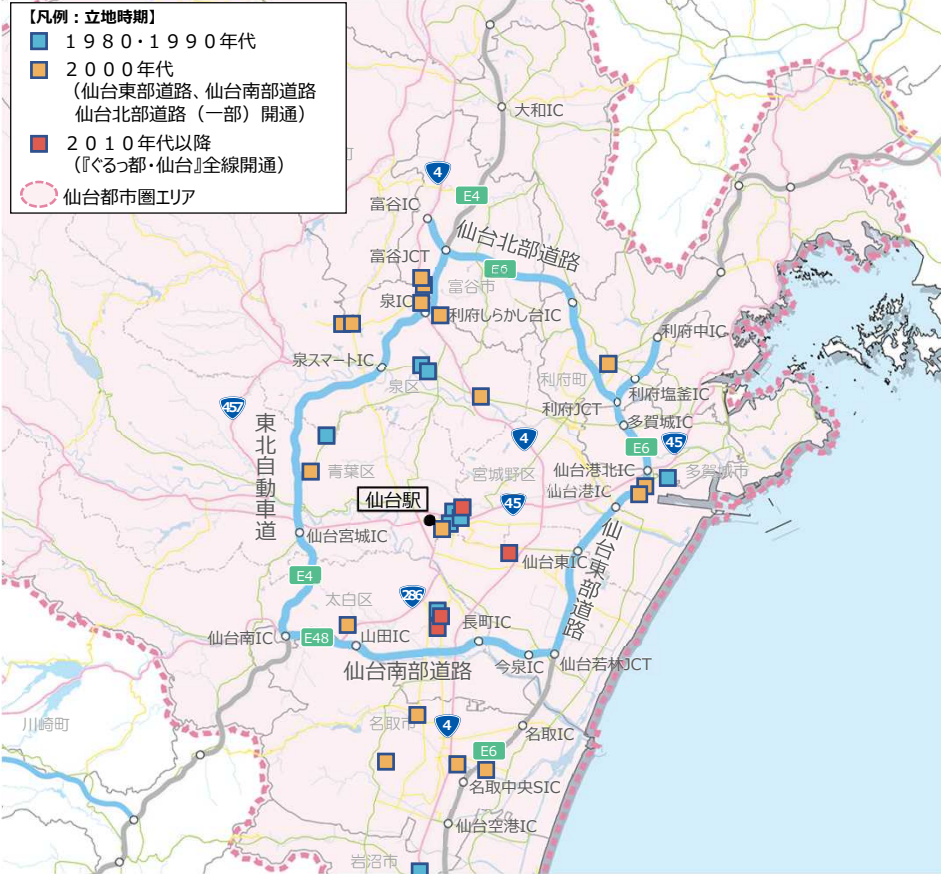 【凡例：立地時期】
１９８０・１９９０年代
２０００年代
（仙台東部道路、仙台南部道路
仙台北部道路（一部）開通）
２０１０年代以降
（『ぐるっ都・仙台』全線開通）
仙台都市圏エリア
大和IC
町
4
E4
富谷IC
仙台北部道路
富谷JCT
E6
富谷市
泉IC
利府しらかし台IC
利府中IC
泉スマートIC
泉区
利府町
利府塩釜IC
457
利府JCT
多賀城IC
東北自動車道
4
E6
45
青葉区
宮城野区
仙台港北IC
多賀城市
仙台港IC
仙台駅
45
仙台宮城IC
仙台東IC
仙台東部道路
E4
太白区
286
長町IC
仙台南IC
E48
山田IC
今泉IC
仙台若林JCT
仙台南部道路
川崎町
名取市
4
名取IC
E6
名取中央SIC
仙台空港IC
岩沼市